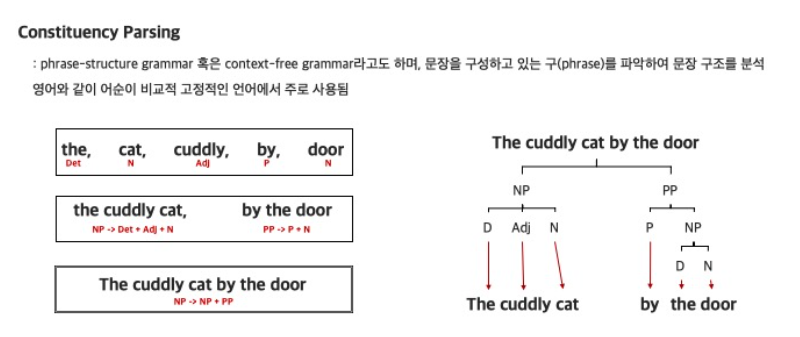 Constituency Parsing
: phrase-structure grammar 혹은 context-free grammar라고도 하며, 문장을 구성하고 있는 구(phrase)를 파악하여 문장 구조를 분석
영어와 같이 어순이 비교적 고정적인 언어에서 주로 사용됨
the, cat, cuddly, by, door
Det N Adj P N
the cuddly cat, by the door
NP -> Det + Adj + N PP -> P + N
The cuddly cat by the door
NP -> NP + PP
The cuddly cat by the door
NP PP
D Adj N P NP
D N
The cuddly cat by the door